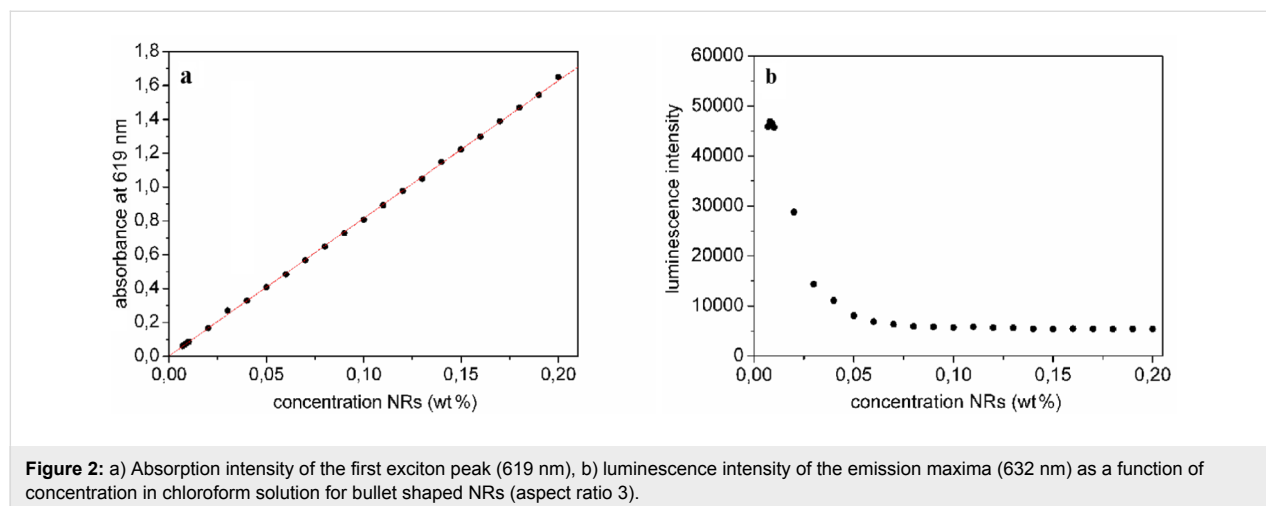 1,8
a
1,6
1,4
1,2
1,0
0,8
0,6
0,4
0,2
0,0
absorbance at 619 nm
0,00 0,05 0,10 0,15 0,20
concentration NRs (wt%)
60000
b
50000
40000
30000
20000
10000
0
luminescence intensity
0,00 0,05 0,10 0,15 0,20
concentration NRs (wt%)
Figure 2: a) Absorption intensity of the first exciton peak (619 nm), b) luminescence intensity of the emission maxima (632 nm) as a function of
concentration in chloroform solution for bullet shaped NRs (aspect ratio 3).